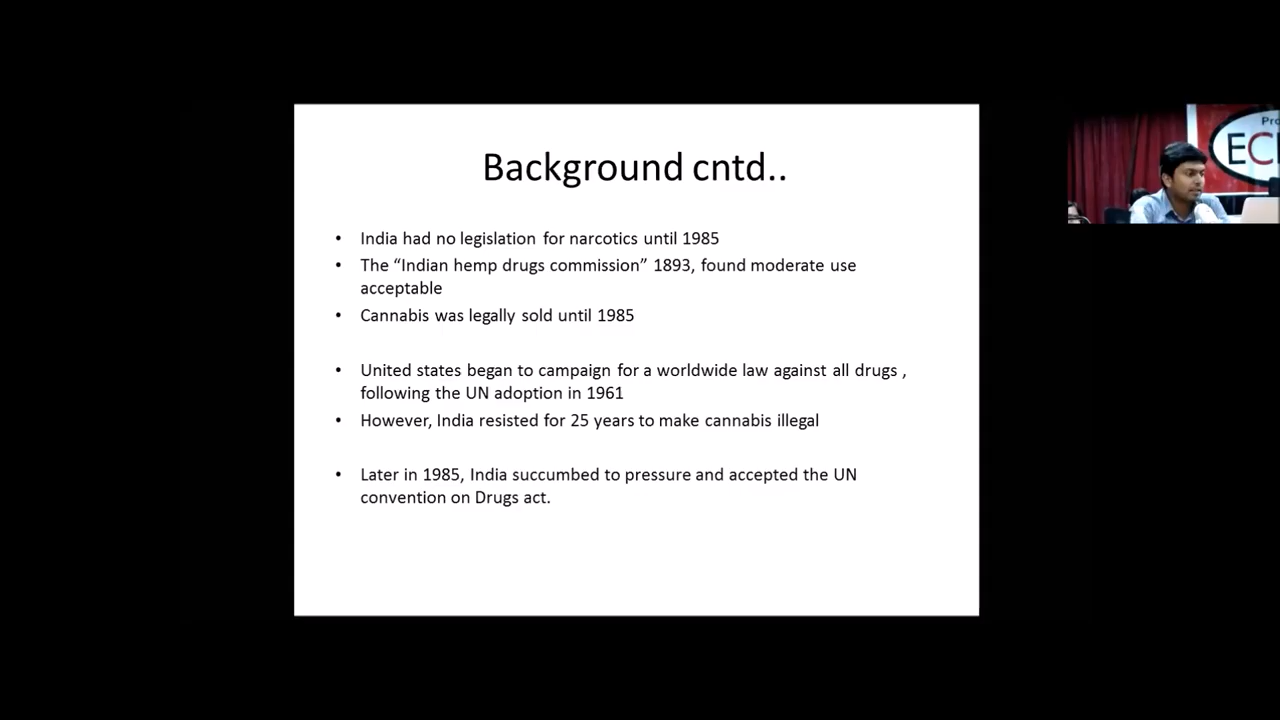 Background cntd..
• India had no legislation for narcotics until 1985
• The “Indian hemp drugs commission” 1893, found moderate use
acceptable
• Cannabis was legally sold until 1985
• United states began to campaign for a worldwide law against all drugs ,
following the UN adoption in 1961
• However, India resisted for 25 years to make cannabis illegal
• Later in 1985, India succumbed to pressure and accepted the UN
convention on Drugs act.